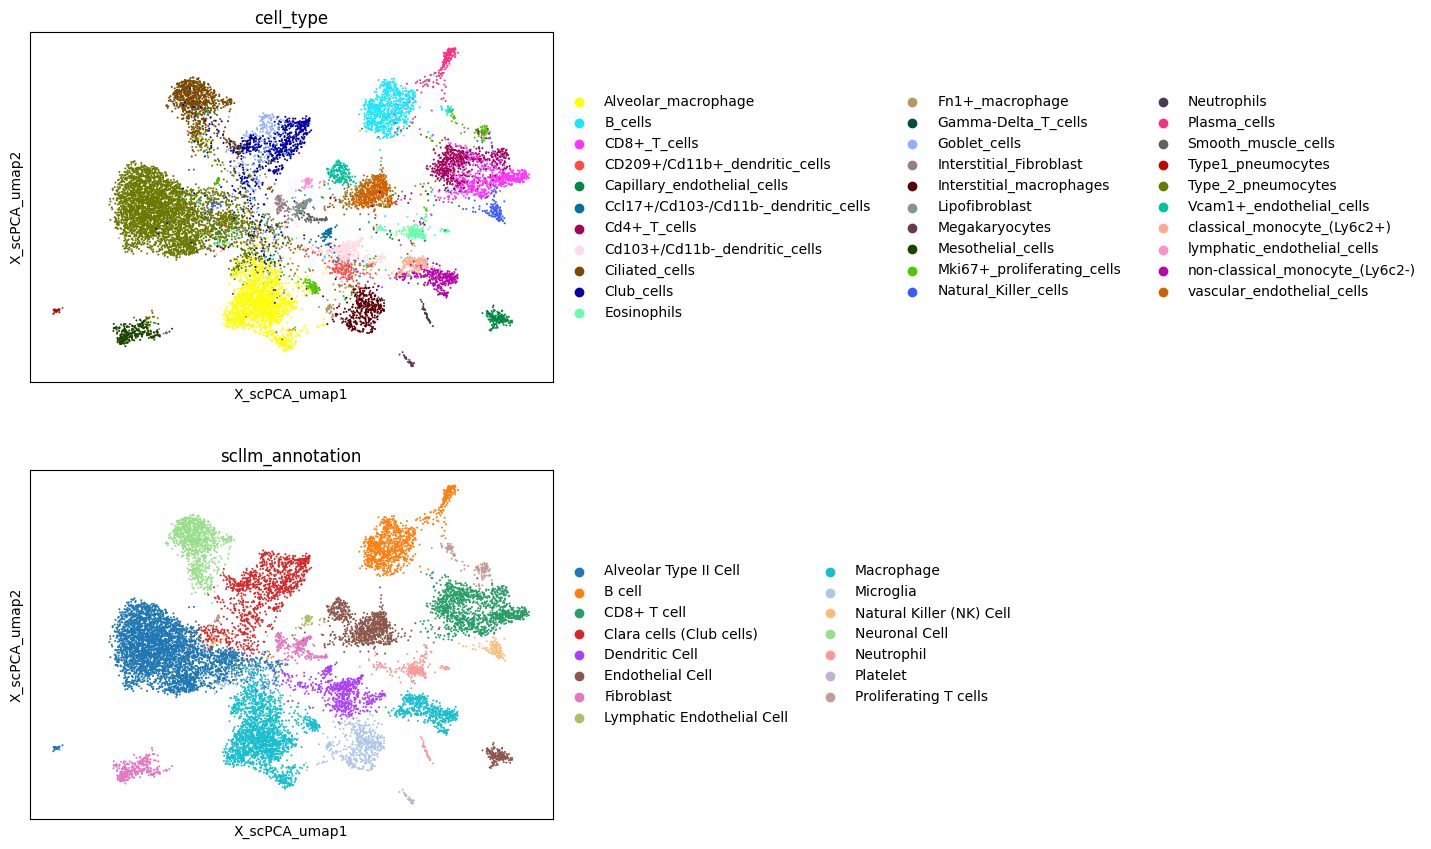 cell_type
X_scPCA_umap2
X_scPCA_umap1
Alveolar_macrophage
B_cells
CD8+_T_cells
CD209+/Cd11b+_dendritic_cells
Capillary_endothelial_cells
Ccl17+/Cd103-/Cd11b-_dendritic_cells
Cd4+_T_cells
Cd103+/Cd11b-_dendritic_cells
Ciliated_cells
Club_cells
Eosinophils
Fn1+_macrophage
Gamma-Delta_T_cells
Goblet_cells
Interstitial_Fibroblast
Interstitial_macrophages
Lipofibroblast
Megakaryocytes
Mesothelial_cells
Mki67+_proliferating_cells
Natural_Killer_cells
Neutrophils
Plasma_cells
Smooth_muscle_cells
Type1_pneumocytes
Type_2_pneumocytes
Vcam1+_endothelial_cells
classical_monocyte_(Ly6c2+)
lymphatic_endothelial_cells
non-classical_monocyte_(Ly6c2-)
vascular_endothelial_cells
scllm_annotation
X_scPCA_umap2
X_scPCA_umap1
Alveolar Type II Cell
B cell
CD8+ T cell
Clara cells (Club cells)
Dendritic Cell
Endothelial Cell
Fibroblast
Lymphatic Endothelial Cell
Macrophage
Microglia
Natural Killer (NK) Cell
Neuronal Cell
Neutrophil
Platelet
Proliferating T cells